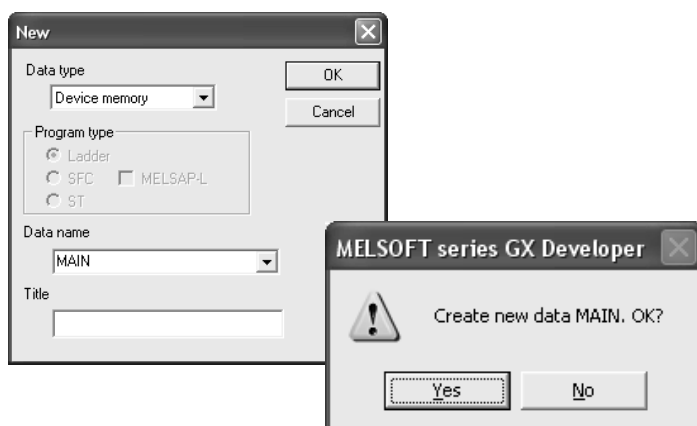 New
Data type
OK
Device memory
Cancel
Program type
Ladder
SFC MELSAP-L
ST
Data name
MAIN
Title
MELSOFT series GX Developer
Create new data MAIN. OK?
Yes No